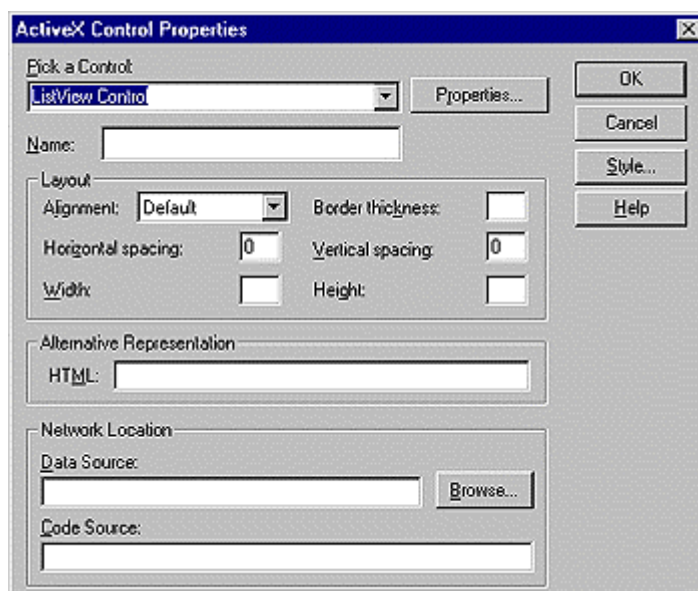 ActiveX Control Properties
Pick a Control:
ListView Control
Properties...
OK
Cancel
Style...
Help
Name:
Layout
Alignment: Default
Border thickness:
Horizontal spacing: 0
Vertical spacing: 0
Width:
Height:
Alternative Representation
HTML:
Network Location
Data Source:
Browse...
Code Source: